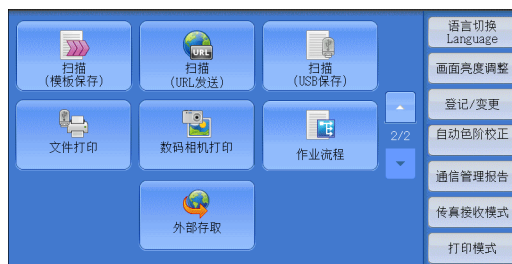 扫描
(模板保存)
扫描
(URL发送)
扫描
(USB保存)
文件打印
数码相机打印
作业流程
外部存取
2/2
语言切换
Language
画面亮度调整
登记/变更
自动色阶校正
通信管理报告
传真接收模式
打印模式